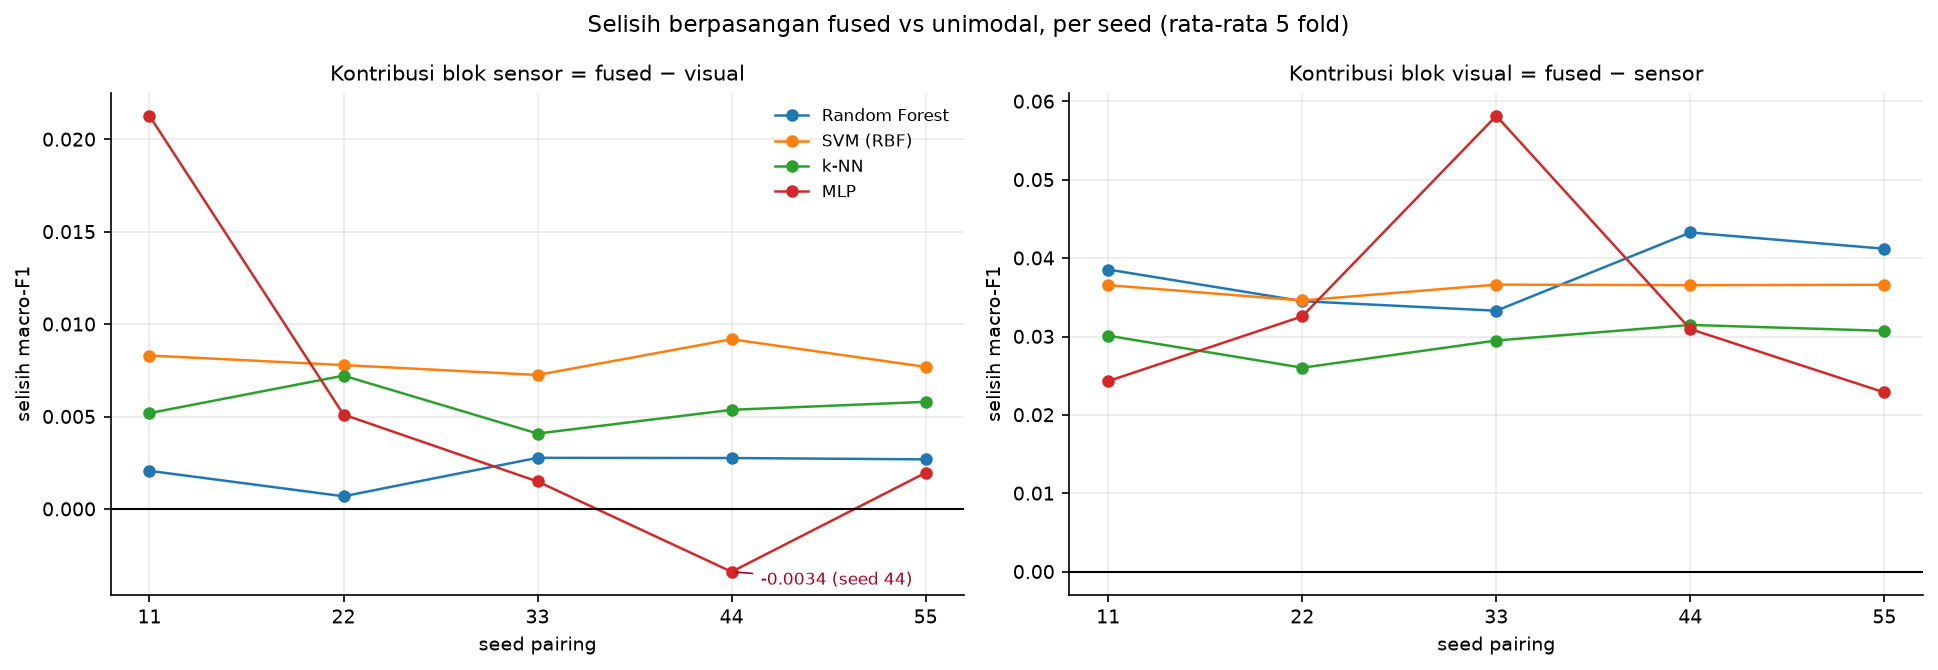 Selisih berpasangan fused vs unimodal, per seed (rata-rata 5 fold)
Kontribusi blok sensor = fused − visual
selisih macro-F1
0.020
0.015
0.010
0.005
0.000
Random Forest
SVM (RBF)
k-NN
MLP
-0.0034 (seed 44)
11 22 33 44 55
seed pairing
Kontribusi blok visual = fused − sensor
selisih macro-F1
0.06
0.05
0.04
0.03
0.02
0.01
0.00
11 22 33 44 55
seed pairing